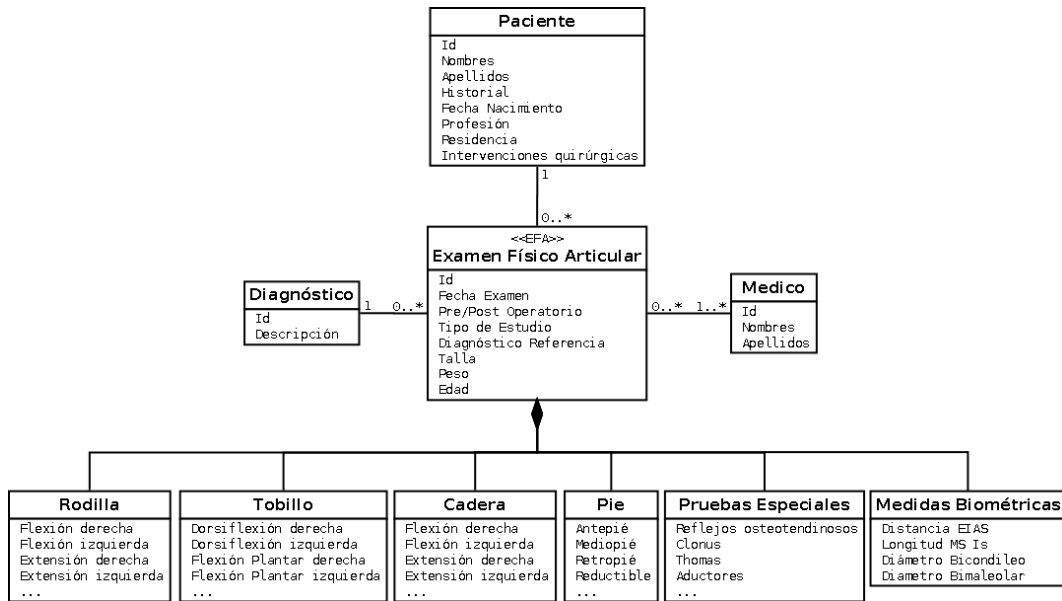 Paciente
Id
Nombres
Apellidos
Historial
Fecha Nacimiento
Profesión
Residencia
Intervenciones quirúrgicas
1
0..*
<<EFA>>
Examen Físico Articular
Id
Fecha Examen
Pre/Post Operatorio
Tipo de Estudio
Diagnóstico Referencia
Talla
Peso
Edad
Diagnóstico
Id
Descripción
1 0..*
0..* 1..*
Medico
Id
Nombres
Apellidos
Rodilla
Flexión derecha
Flexión izquierda
Extensión derecha
Extensión izquierda
...
Tobillo
Dorsiflexión derecha
Dorsiflexión izquierda
Flexión Plantar derecha
Flexión Plantar izquierda
...
Cadera
Flexión derecha
Flexión izquierda
Extensión derecha
Extensión izquierda
...
Pie
Antepié
Mediopié
Retropié
Reductible
...
Pruebas Especiales
Reflejos osteotendinosos
Clonus
Thomas
Aductores
...
Medidas Biométricas
Distancia EIAS
Longitud MS Is
Diámetro Bicondileo
Diametro Bimaleolar